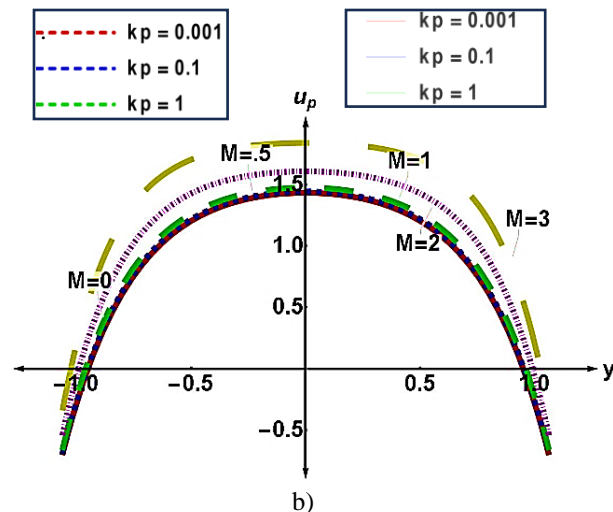 kp = 0.001
kp = 0.1
kp = 1
kp = 0.001
kp = 0.1
kp = 1
u_p
M=.5
M=1
1.5
M=3
M=2
1.0
M=0
0.5
-1.0
-0.5
0.5
1.0
y
-0.5
b)